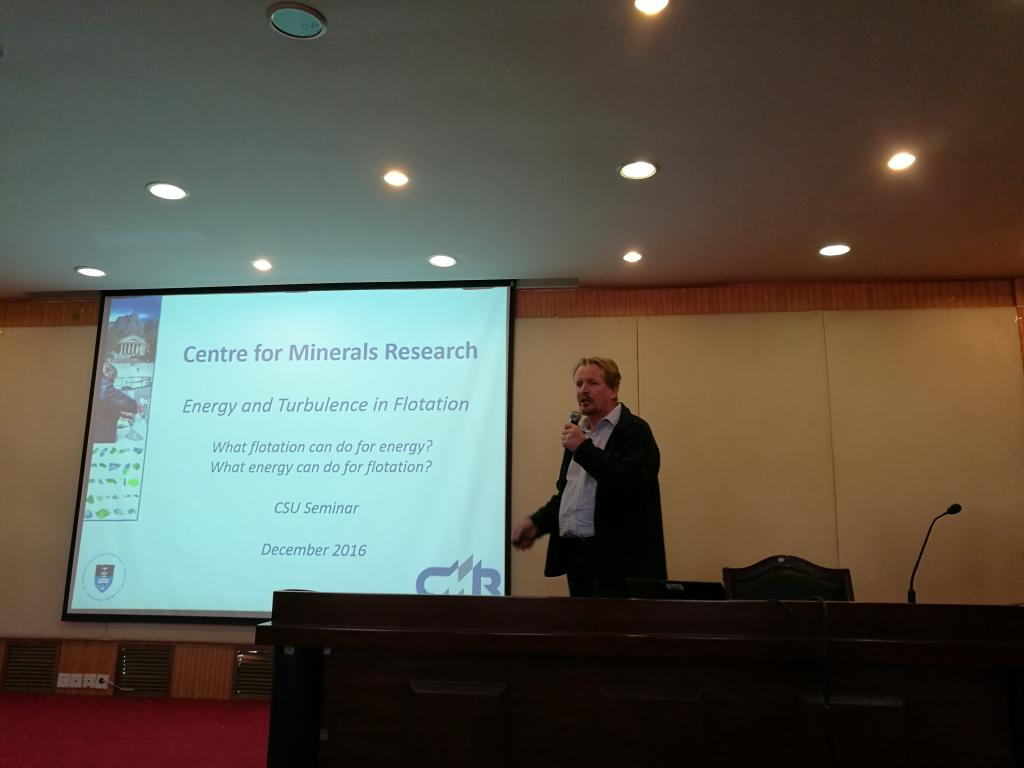 Centre for Minerals Research
Energy and Turbulence in Flotation
What flotation can do for energy?
What energy can do for flotation?
CSU Seminar
December 2016
CMR